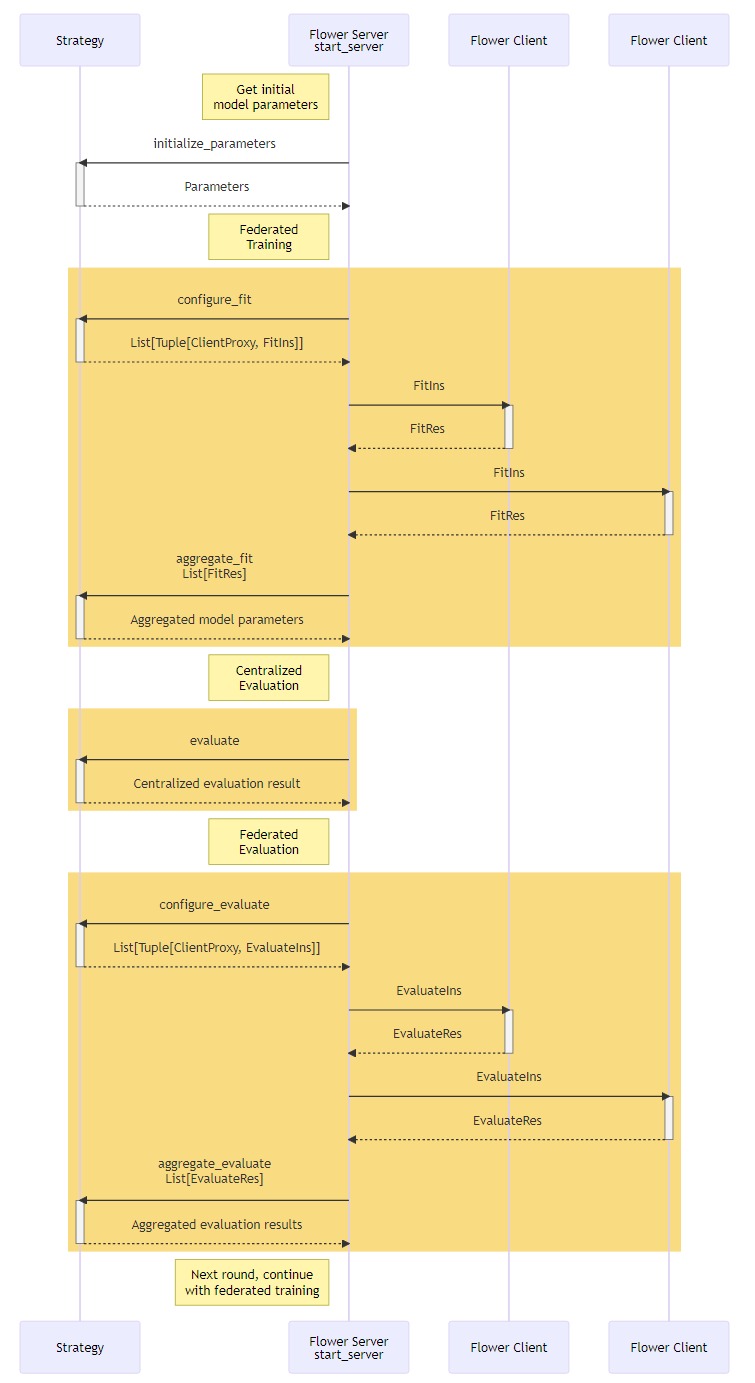 Strategy
Flower Server
start_server
Flower Client
Flower Client
Get initial
model parameters
initialize_parameters
Parameters
Federated
Training
configure_fit
List[Tuple[ClientProxy, FitIns]]
FitIns
FitRes
FitIns
FitRes
aggregate_fit
List[FitRes]
Aggregated model parameters
Centralized
Evaluation
evaluate
Centralized evaluation result
Federated
Evaluation
configure_evaluate
List[Tuple[ClientProxy, EvaluateIns]]
EvaluateIns
EvaluateRes
EvaluateIns
EvaluateRes
aggregate_evaluate
List[EvaluateRes]
Aggregated evaluation results
Next round, continue
with federated training
Strategy
Flower Server
start_server
Flower Client
Flower Client